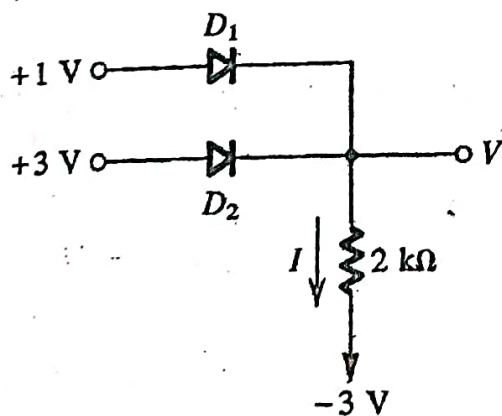 D₁
+1 V
+3 V
V
D₂
I
2 kΩ
−3 V